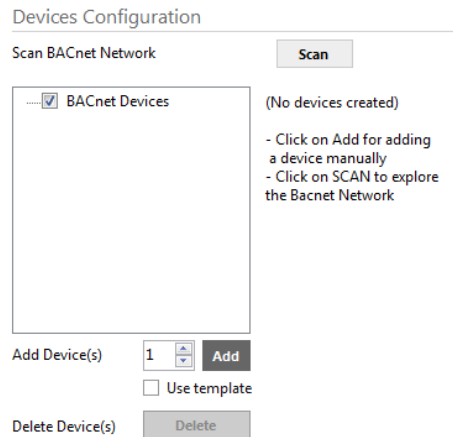 Devices Configuration
Scan BACnet Network
Scan
BACnet Devices
(No devices created)
- Click on Add for adding
a device manually
- Click on SCAN to explore
the Bacnet Network
Add Device(s)
1
Add
Use template
Delete Device(s)
Delete